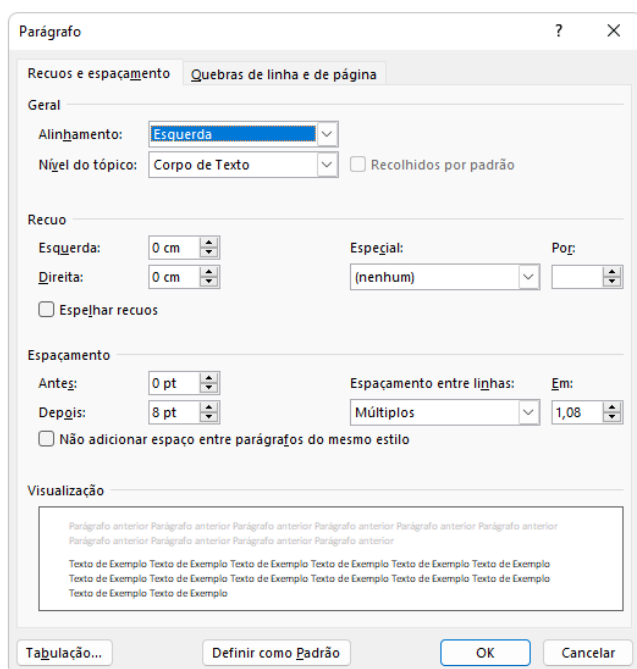 Parágrafo ?
Recuos e espaçamento Quebras de linha e de página
Geral
Alinhamento: Esquerda
Nível do tópico: Corpo de Texto Recolhidos por padrão
Recuo
Esquerda: 0 cm Especial: Por:
Direita: 0 cm (nenhum)
Espelhar recuos
Espaçamento
Antes: 0 pt Espaçamento entre linhas: Em:
Depois: 8 pt Múltiplos 1,08
Não adicionar espaço entre parágrafos do mesmo estilo
Visualização
Parágrafo anterior Parágrafo anterior Parágrafo anterior Parágrafo anterior Parágrafo anterior Parágrafo anterior
Parágrafo anterior Parágrafo anterior Parágrafo anterior Parágrafo anterior
Texto de Exemplo Texto de Exemplo Texto de Exemplo Texto de Exemplo Texto de Exemplo Texto de Exemplo
Texto de Exemplo Texto de Exemplo Texto de Exemplo Texto de Exemplo Texto de Exemplo Texto de Exemplo
Texto de Exemplo Texto de Exemplo
Tabulação... Definir como Padrão OK Cancelar